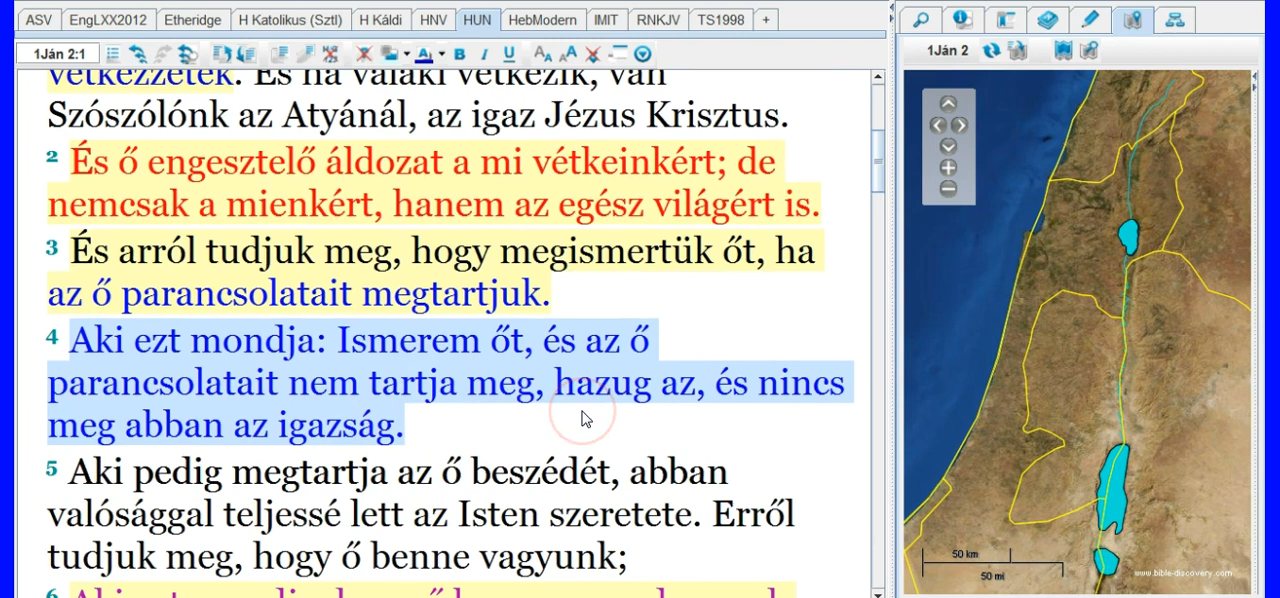 ASV EngLXX2012 Etheridge H Katolikus (Sztl) H Káldi HNV HUN HebModern IMIT RNKJV TS1998 +
1Ján 2:1
vétkezzetek. És ha valaki vétkezik, van
Szószólónk az Atyánál, az igaz Jézus Krisztus.
2 És ő engesztelő áldozat a mi vétkeinkért; de
nemcsak a mienkért, hanem az egész világért is.
3 És arról tudjuk meg, hogy megismertük őt, ha
az ő parancsolatait megtartjuk.
4 Aki ezt mondja: Ismerem őt, és az ő
parancsolatait nem tartja meg, hazug az, és nincs
meg abban az igazság.
5 Aki pedig megtartja az ő beszédét, abban
valósággal teljessé lett az Isten szeretete. Erről
tudjuk meg, hogy ő benne vagyunk;
6
1Ján 2
50 km
50 mi
www.bible-discovery.com